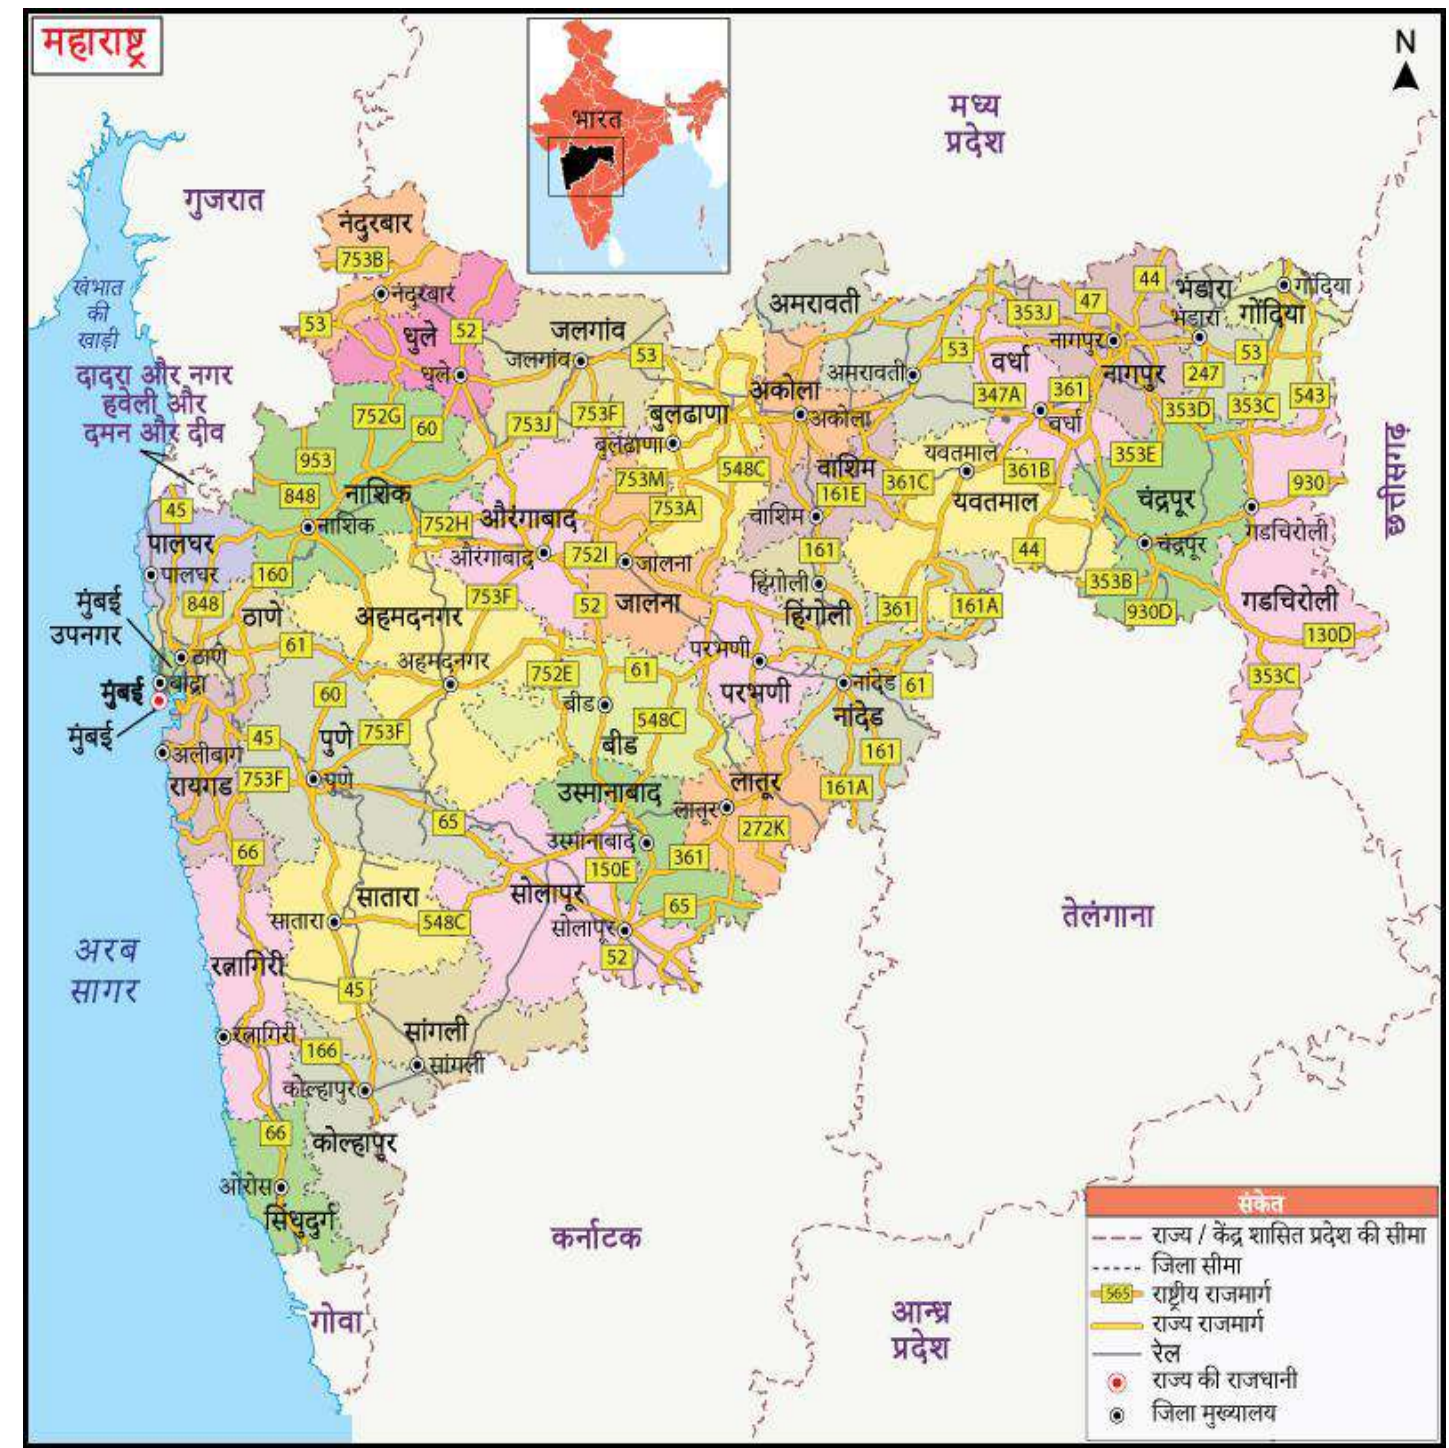 महाराष्ट्र
N
भारत
मध्य
प्रदेश
गुजरात
नंदुरबार
753B
नंदुरबार
खंभात
की
खाड़ी
53
धुले
52
जलगांव
जलगांव
53
धुले
अमरावती
353J
47
44
भंडारा
गोंदिया
गोंदिया
भंडारा
नागपुर
53
वर्धा
नागपुर
247
53
अमरावती
347A
361
353D
353C
543
दादरा और नगर
हवेली और
दमन और दीव
752G
60
753J
753F
बुलढाणा
बुलढाणा
अकोला
अकोला
वर्धा
953
848
नाशिक
नाशिक
753M
548C
वाशिम
161E
361C
यवतमाल
361B
यवतमाल
353E
चंद्रपूर
930
छत्तीसगढ़
45
पालघर
पालघर
752H
औरंगाबाद
औरंगाबाद
752I
753A
जालना
जालना
वाशिम
161
44
चंद्रपूर
गडचिरोली
गडचिरोली
160
848
ठाणे
753F
52
हिंगोली
हिंगोली
361
161A
353B
930D
130D
353C
मुंबई
उपनगर
अहमदनगर
अहमदनगर
61
ठाणे
बांद्रा
मुंबई
मुंबई
60
752E
61
परभणी
परभणी
नांदेड
61
नांदेड
बीड
548C
बीड
45
पुणे
753F
अलीबाग
रायगड
753F
पुणे
161
161A
उस्मानाबाद
लातूर
लातूर
272K
65
उस्मानाबाद
361
150E
66
सातारा
सातारा
548C
सोलापूर
सोलापूर
65
52
तेलंगाना
अरब
सागर
रत्नागिरी
45
रत्नागिरी
166
सांगली
सांगली
कोल्हापुर
कोल्हापुर
66
ओरोस
सिंधुदुर्ग
कर्नाटक
गोवा
आन्ध्र
प्रदेश
संकेत
राज्य / केंद्र शासित प्रदेश की सीमा
जिला सीमा
565 राष्ट्रीय राजमार्ग
राज्य राजमार्ग
रेल
राज्य की राजधानी
जिला मुख्यालय